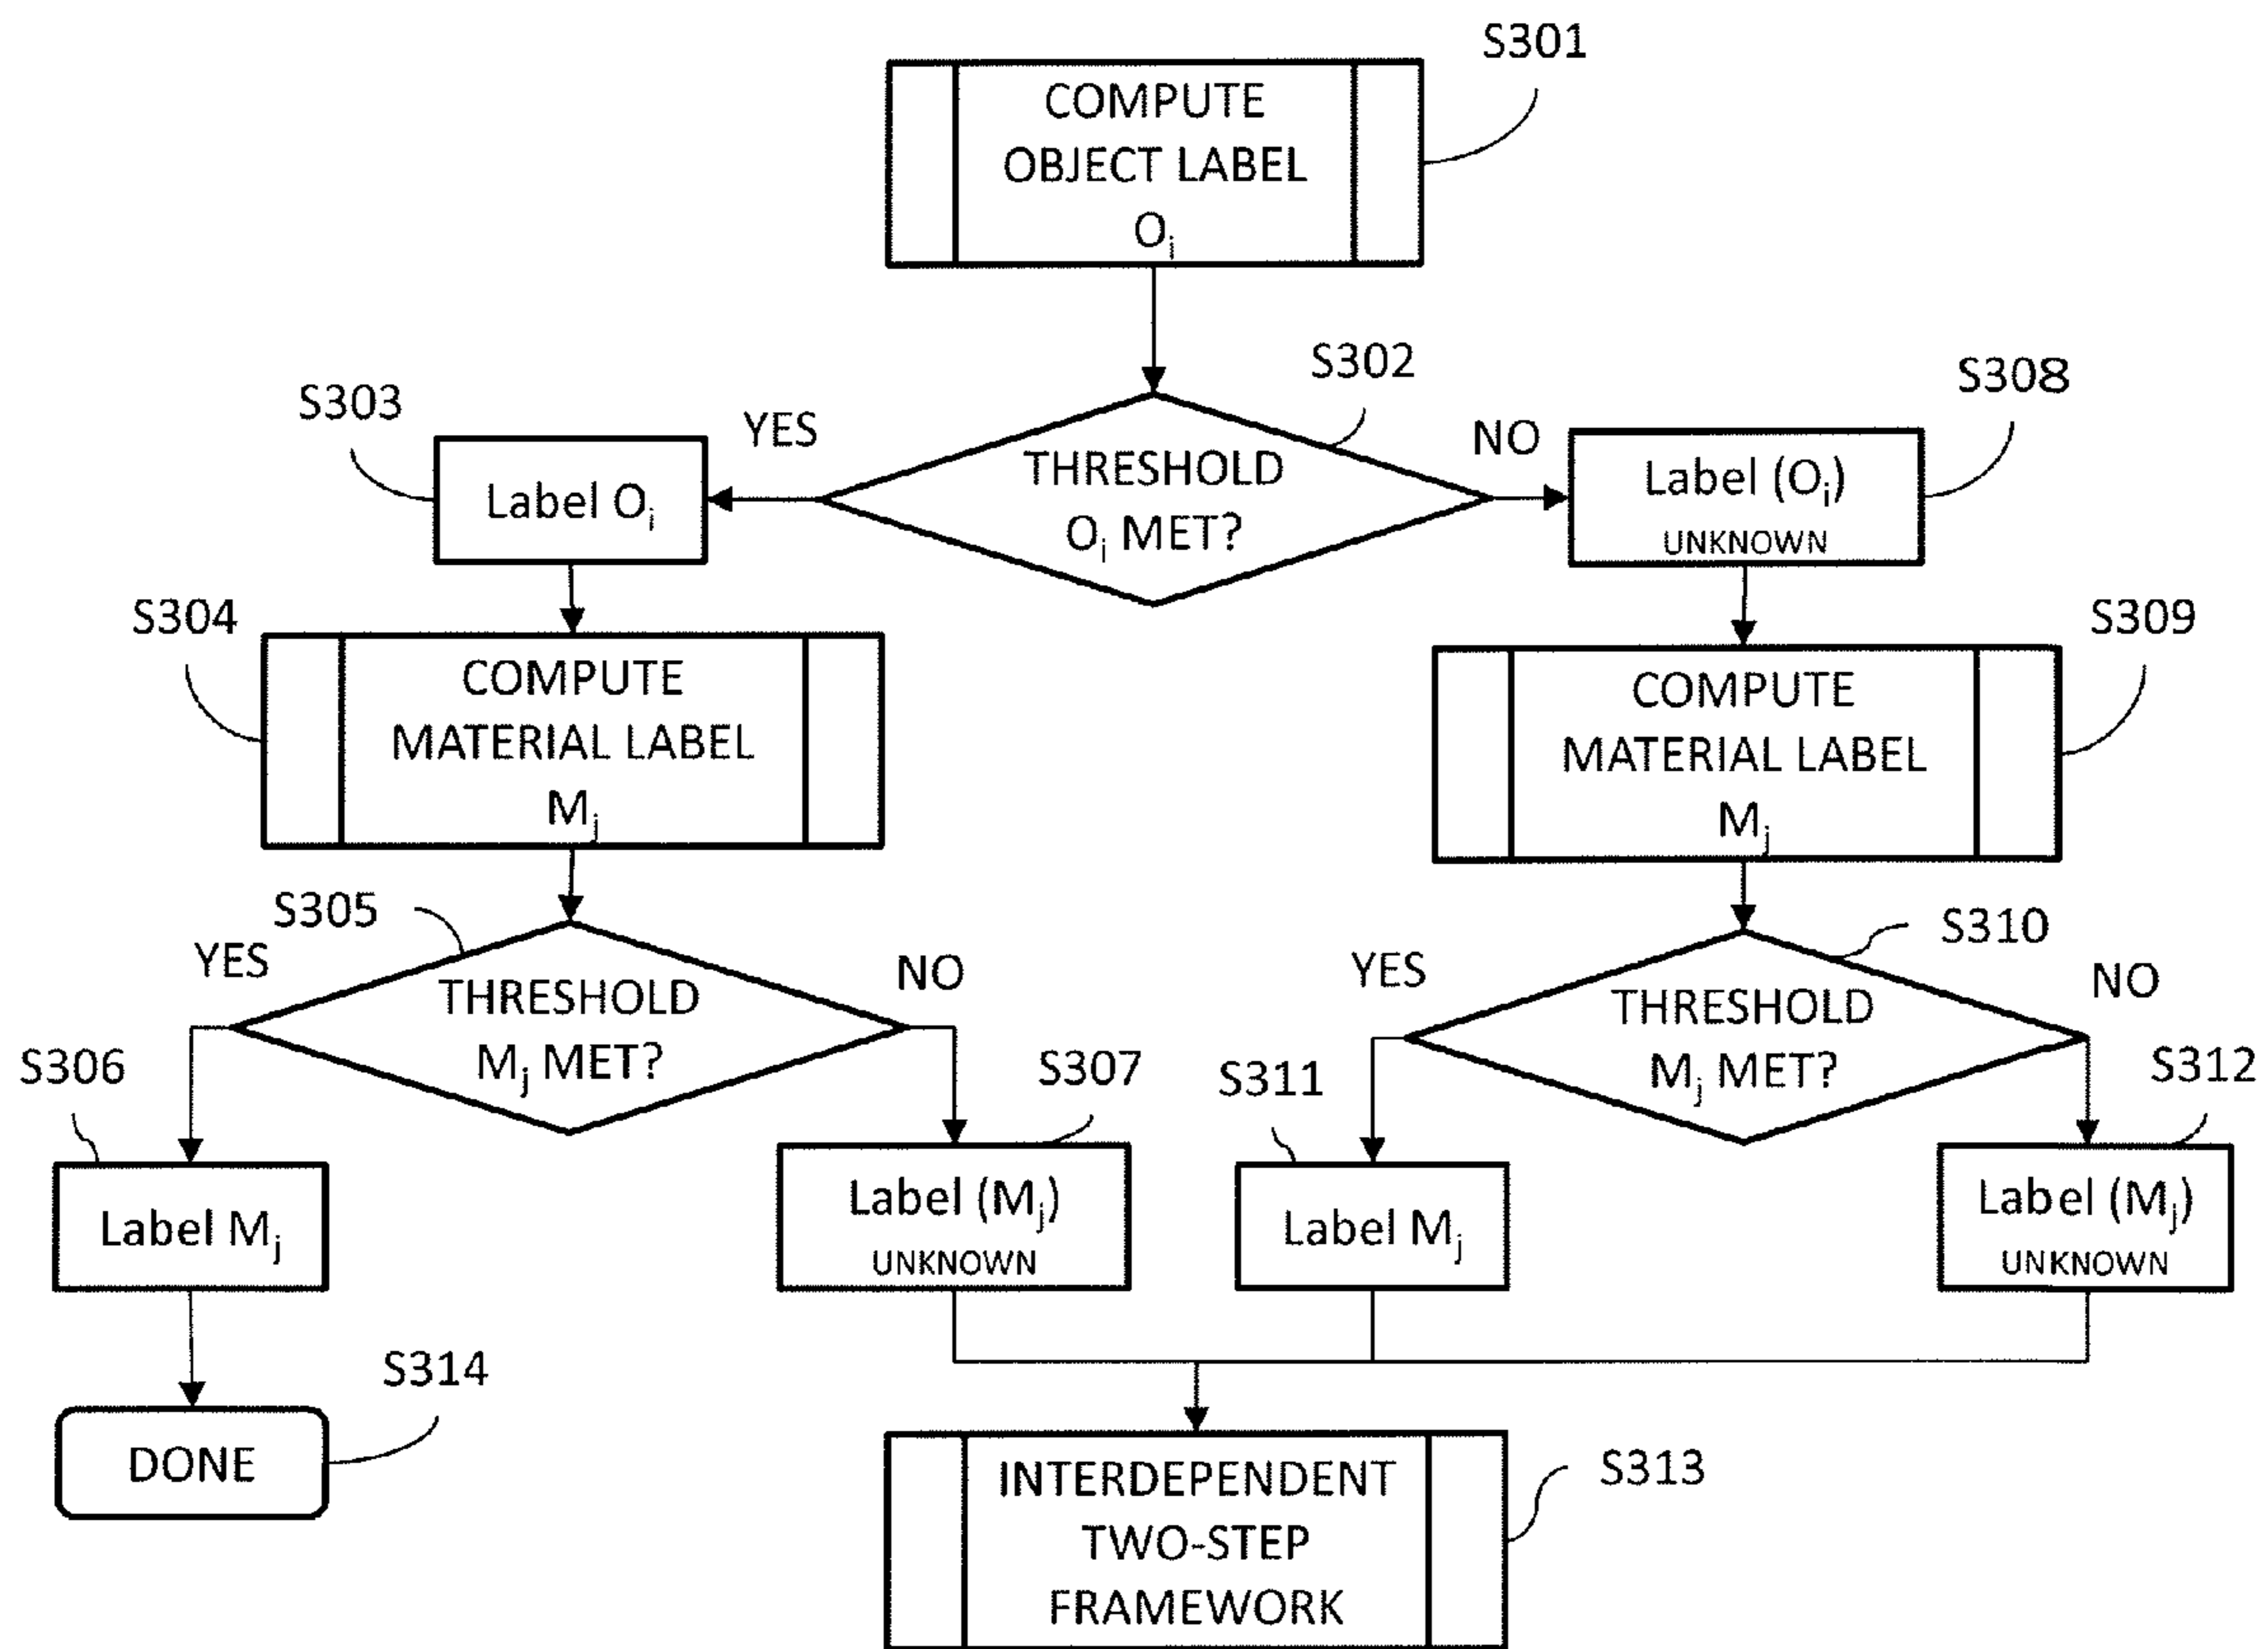 S301
COMPUTE
OBJECT LABEL
Oi
S302
THRESHOLD
Oi MET?
YES
NO
S303
Label Oi
S308
Label (Oi)
UNKNOWN
S304
COMPUTE
MATERIAL LABEL
Mj
S309
COMPUTE
MATERIAL LABEL
Mj
S305
YES
THRESHOLD
Mj MET?
NO
S310
YES
THRESHOLD
Mj MET?
NO
S306
Label Mj
S307
Label (Mj)
UNKNOWN
S311
Label Mj
S312
Label (Mj)
UNKNOWN
S314
DONE
S313
INTERDEPENDENT
TWO-STEP
FRAMEWORK